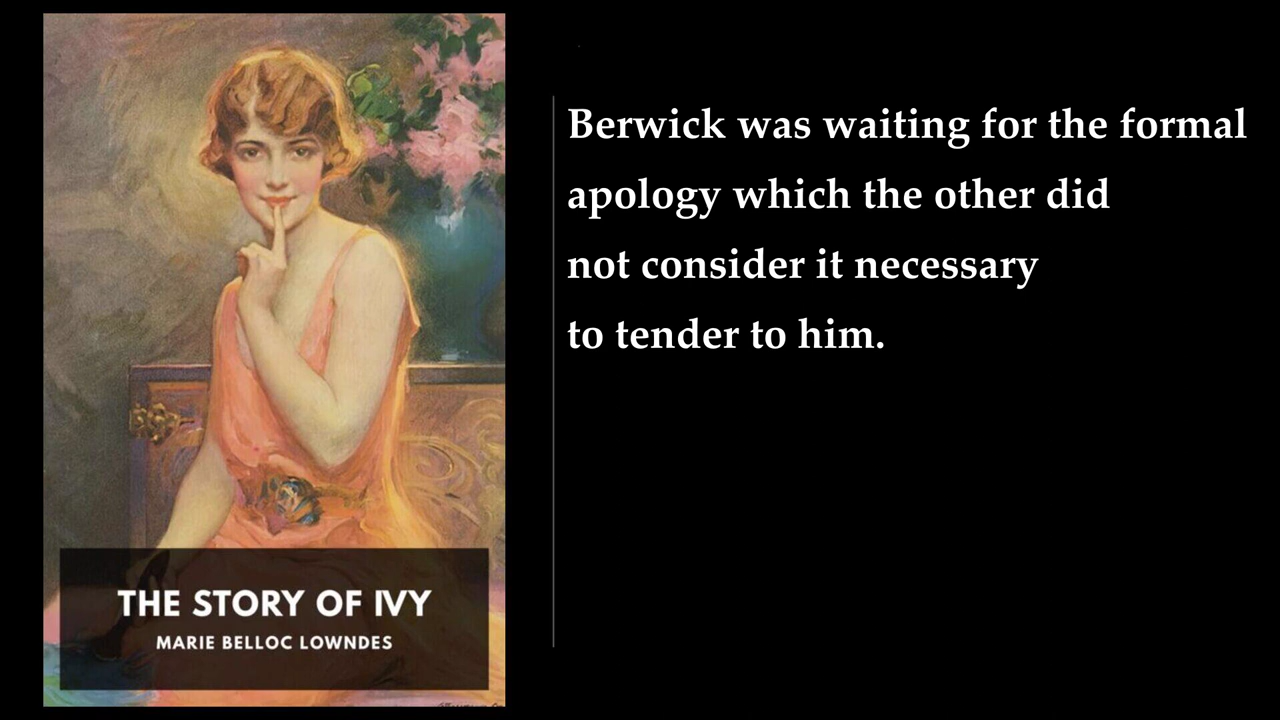 Berwick was waiting for the formal
apology which the other did
not consider it necessary
to tender to him.
THE STORY OF IVY
MARIE BELLOC LOWNDES